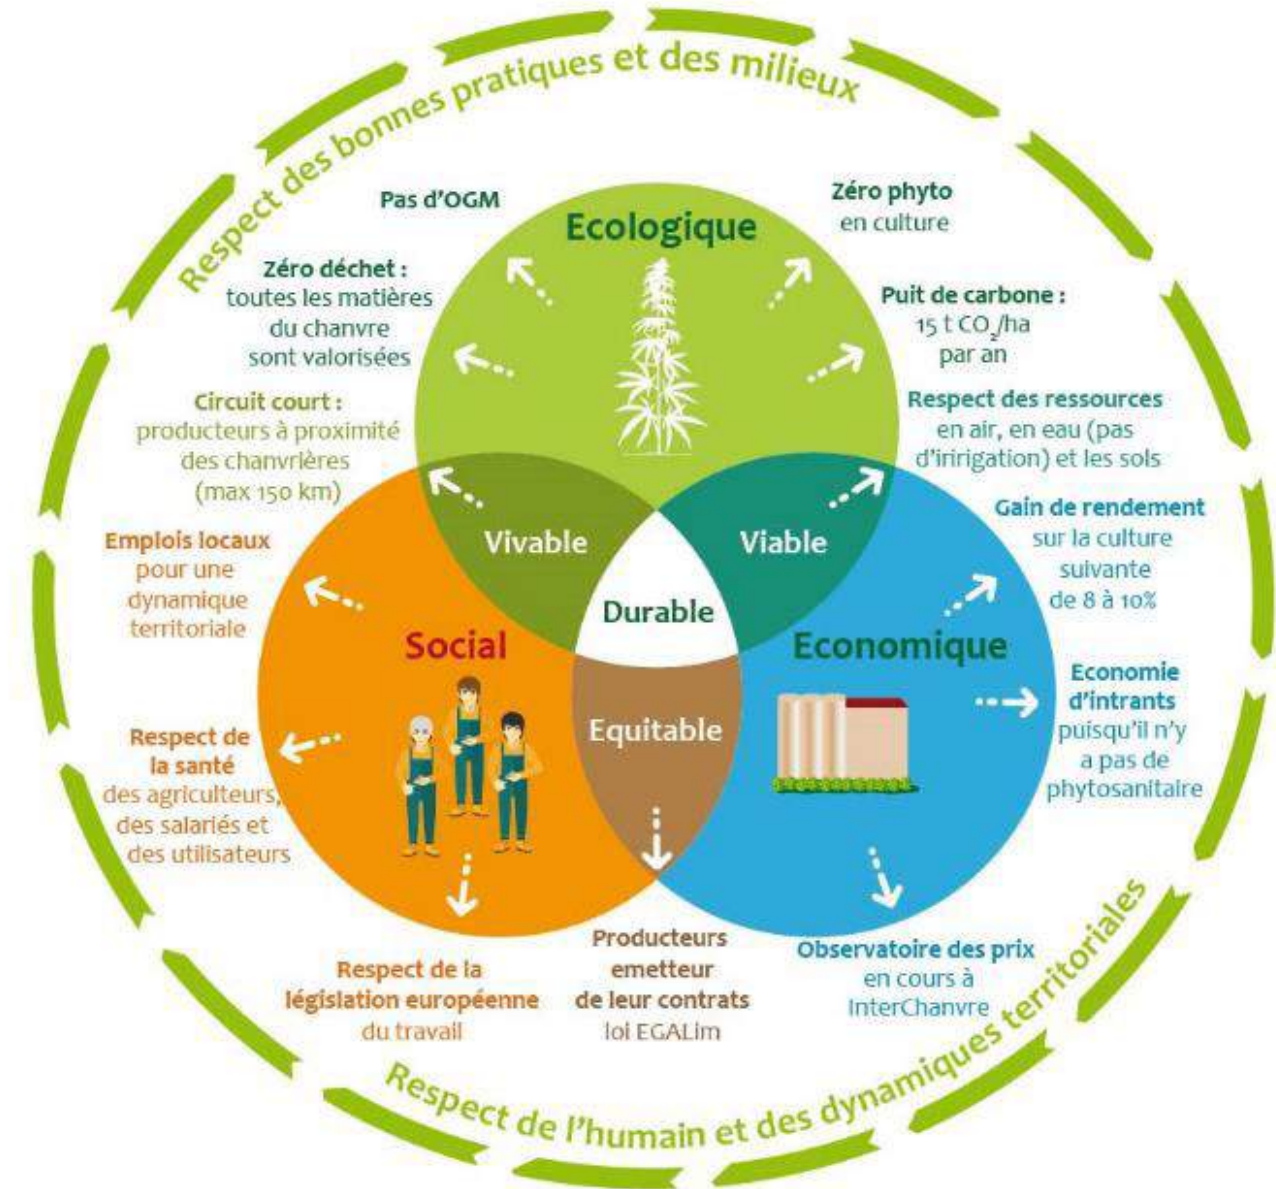 Respect des bonnes pratiques et des milieux
Pas d'OGM
Ecologique
Zéro phyto
en culture
Zéro déchet :
toutes les matières
du chanvre
sont valorisées
Puit de carbone :
15 t CO₂/ha
par an
Circuit court :
producteurs à proximité
des chanvrières
(max 150 km)
Respect des ressources
en air, en eau (pas
d'iririgation) et les sols
Vivable
Viable
Gain de rendement
sur la culture
suivante
de 8 à 10%
Emplois locaux
pour une
dynamique
territoriale
Durable
Social
Economique
Economie
d'intrants
puisqu'il n'y
a pas de
phytosanitaire
Equitable
Respect de
la santé
des agriculteurs,
des salariés et
des utilisateurs
Respect de la
législation européenne
du travail
Producteurs
emetteur
de leur contrats
loi EGALim
Observatoire des prix
en cours à
InterChanvre
Respect de l'humain et des dynamiques territoriales